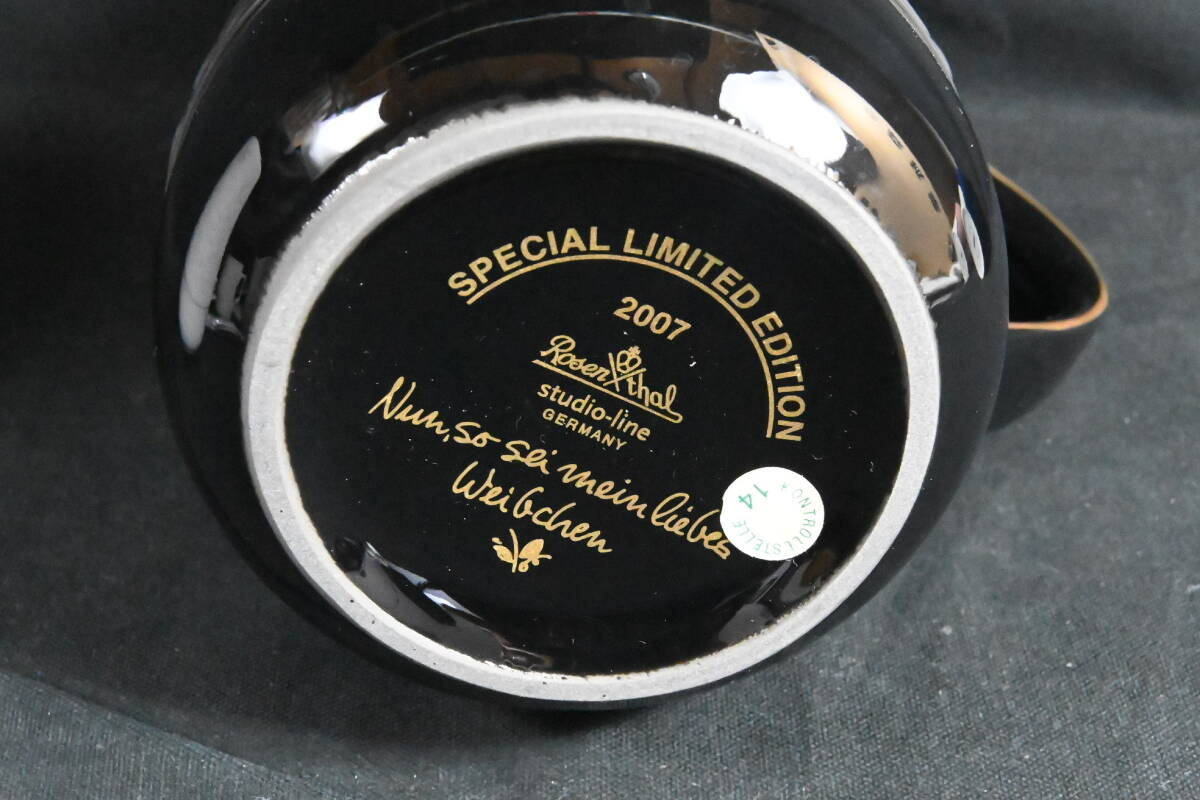 SPECIAL LIMITED EDITION
2007
Rosenthal
studio-line
GERMANY
Nun, so sei mein liebes
Weibchen
KONTROLLSTELLE
14